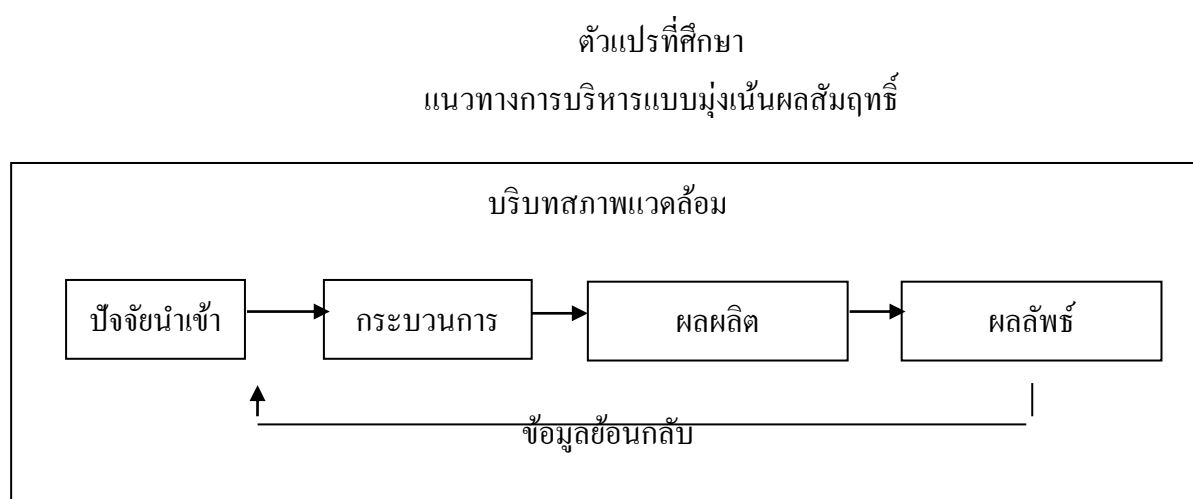 ตัวแปรที่ศึกษา
แนวทางการบริหารแบบมุ่งเน้นผลสัมฤทธิ์
บริบทสภาพแวดล้อม
ปัจจัยนำเข้า กระบวนการ ผลผลิต ผลลัพธ์
ข้อมูลย้อนกลับ